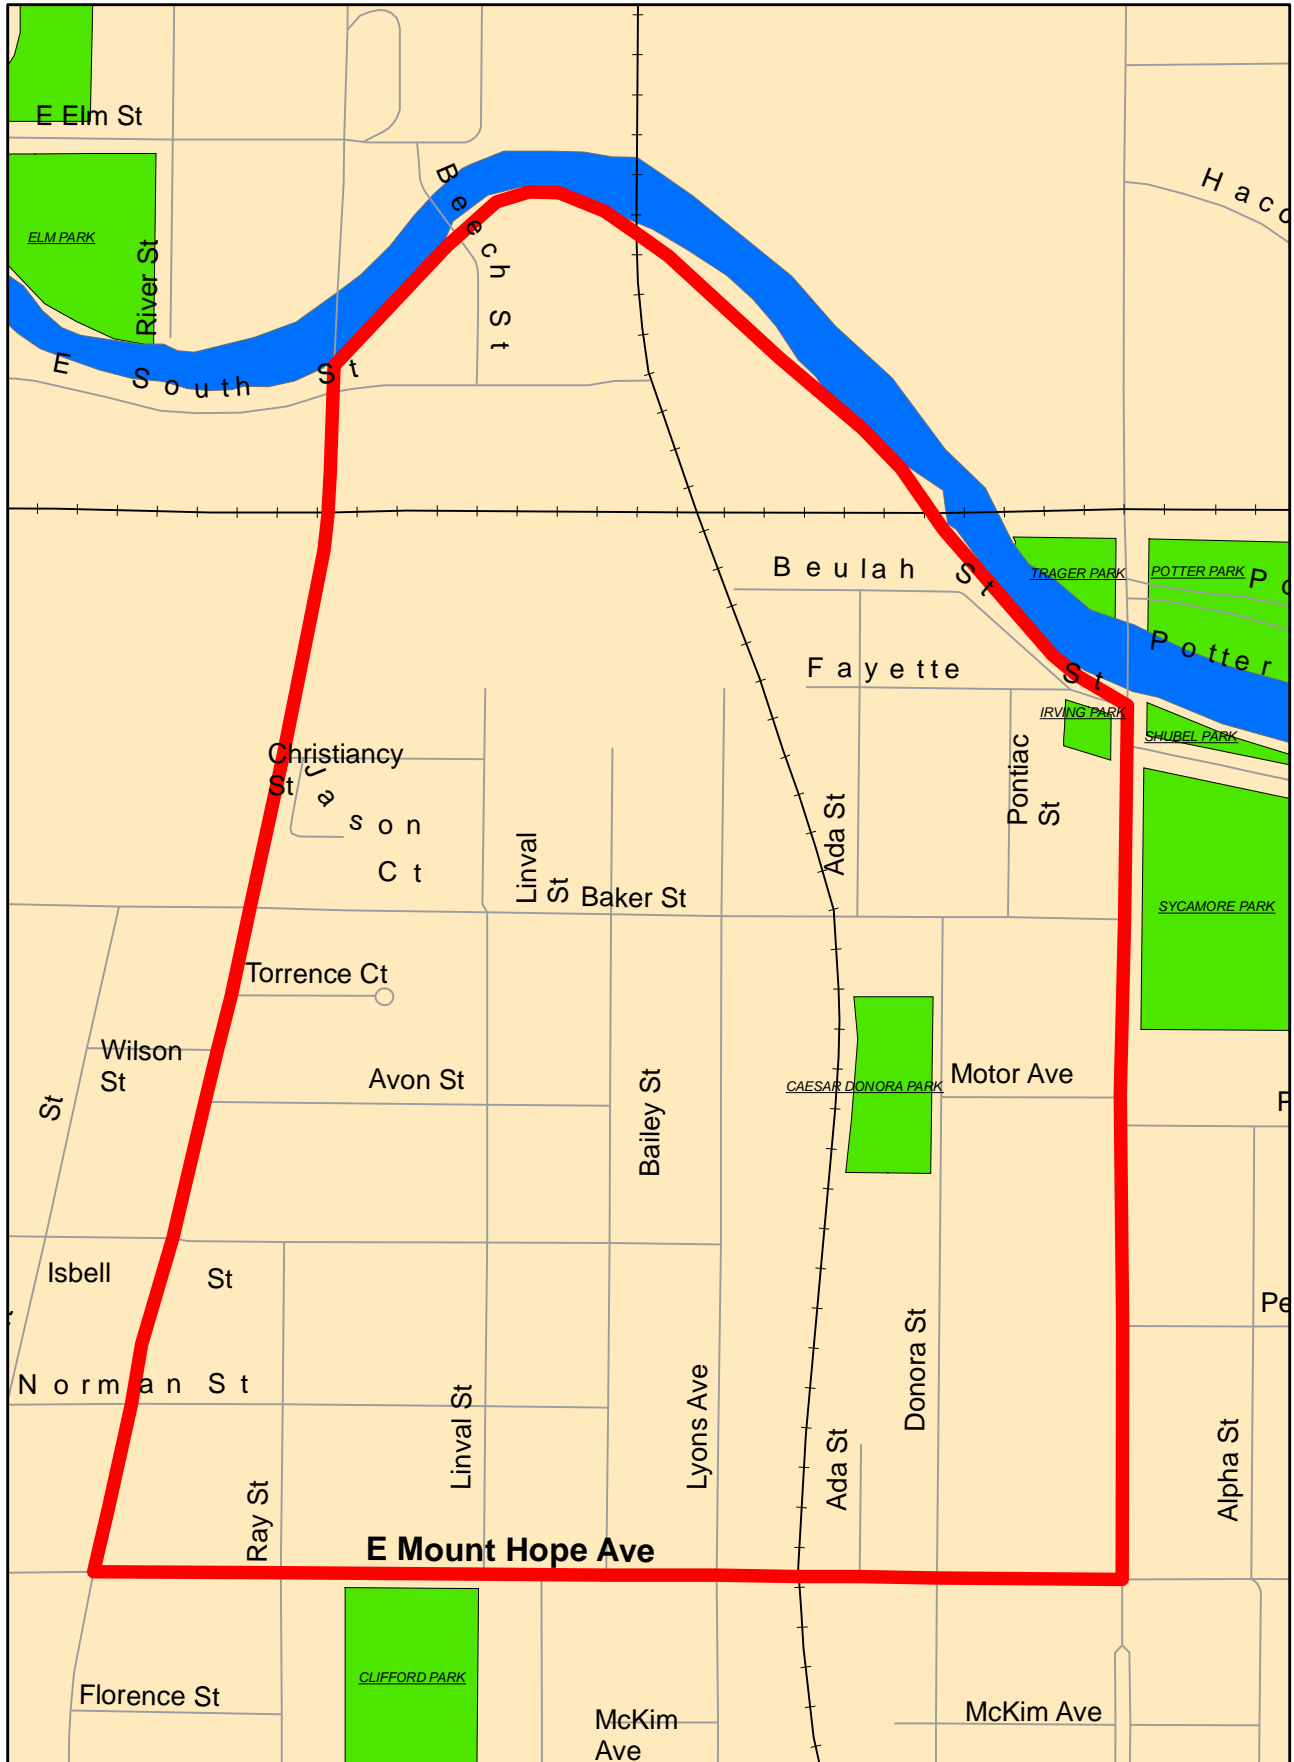 E Elm St
Beech St
Haco
ELM PARK
River St
E South St
Beulah St
TRAGER PARK
POTTER PARK
Po
Potter
Fayette St
IRVING PARK
SHUBEL PARK
Christiancy
St
Jason
Ct
Pontiac
St
Ada St
Linval
St
Baker St
SYCAMORE PARK
Torrence Ct
Wilson
St
Avon St
St
Bailey St
CAESAR DONORA PARK
Motor Ave
Isbell St
Pe
Norman St
Donora St
Linval St
Lyons Ave
Ada St
Alpha St
Ray St
E Mount Hope Ave
CLIFFORD PARK
Florence St
McKim
Ave
McKim Ave